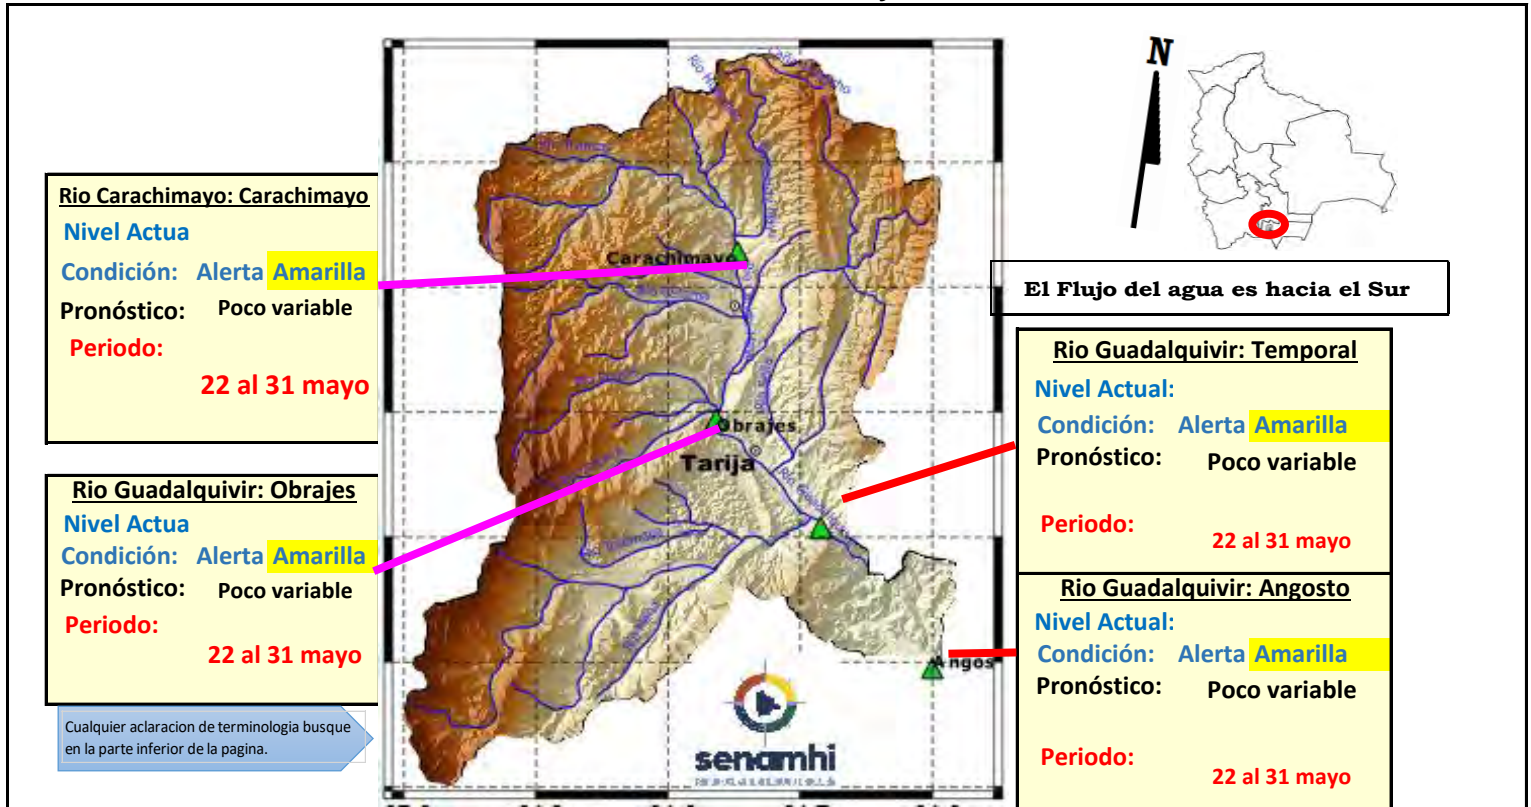 Rio Carachimayo: Carachimayo
Nivel Actua
Condición: Alerta Amarilla
Pronóstico: Poco variable
Periodo:
22 al 31 mayo
Rio Guadalquivir: Obrajes
Nivel Actua
Condición: Alerta Amarilla
Pronóstico: Poco variable
Periodo:
22 al 31 mayo
Cualquier aclaracion de terminologia busque
en la parte inferior de la pagina.
Carachimayo
Obrajes
Tarija
Angos
senamhi
N
El Flujo del agua es hacia el Sur
Rio Guadalquivir: Temporal
Nivel Actual:
Condición: Alerta Amarilla
Pronóstico: Poco variable
Periodo:
22 al 31 mayo
Rio Guadalquivir: Angosto
Nivel Actual:
Condición: Alerta Amarilla
Pronóstico: Poco variable
Periodo:
22 al 31 mayo